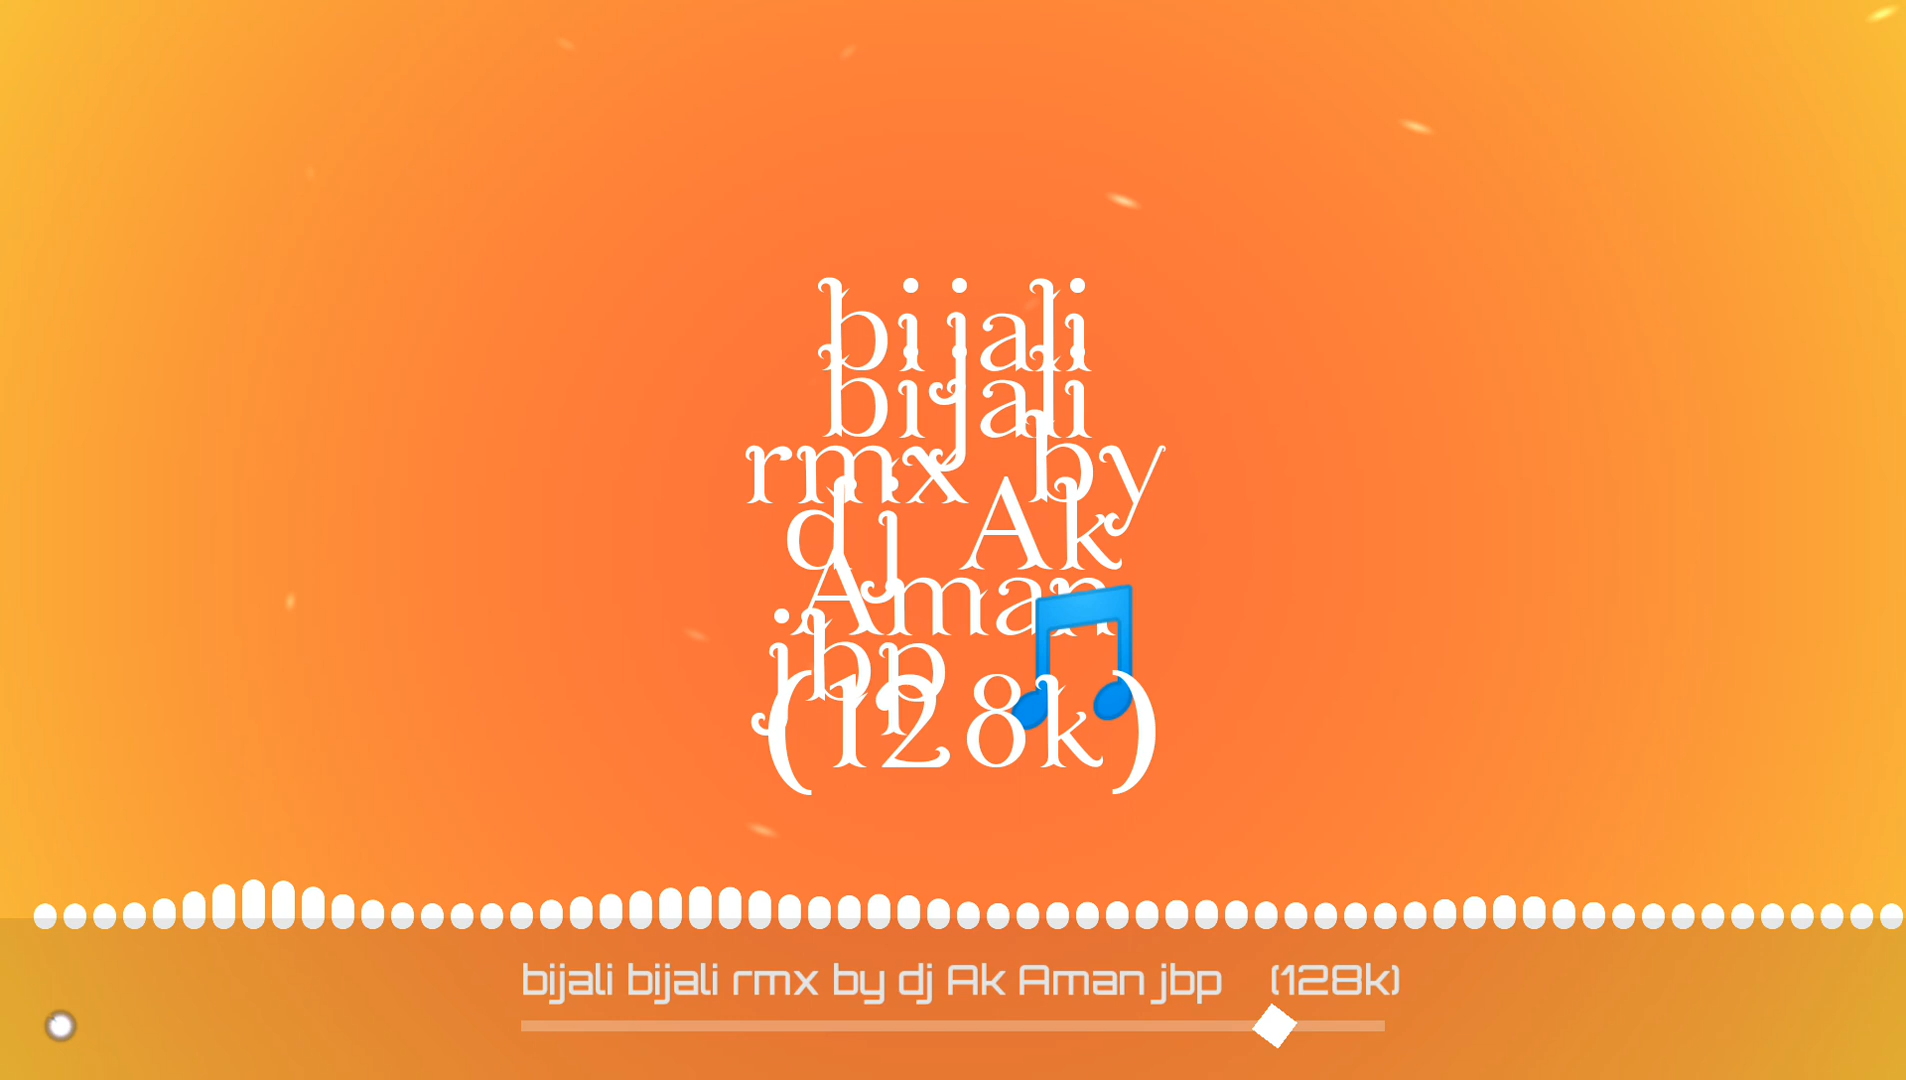 bijali
bijali
rmx by
dj Ak
Aman
jbp 🎵
(128k)
bijali bijali rmx by dj Ak Aman jbp (128k)